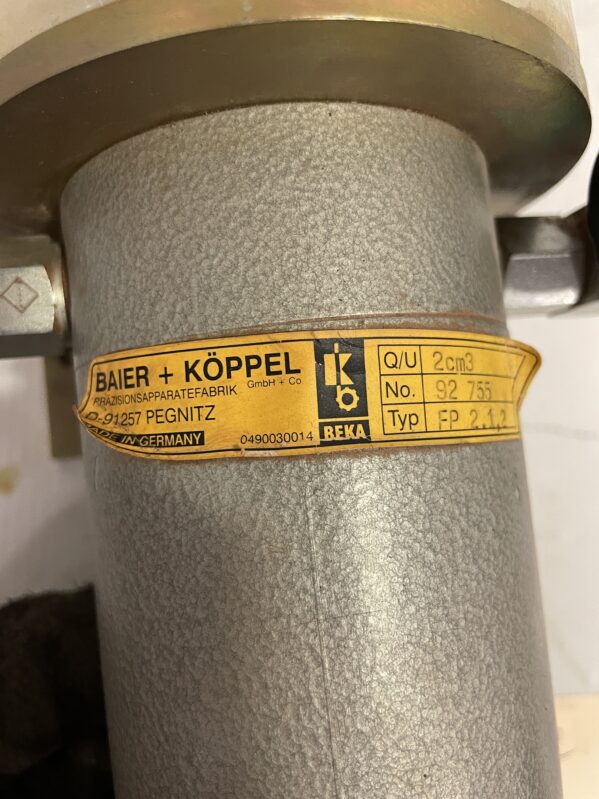 BAIER + KÖPPEL
GmbH + Co
PRÄZISIONSAPPARATEFABRIK
D-91257 PEGNITZ
MADE IN GERMANY
0490030014
BEKA
Q/U 2cm3
No. 92 755
Typ FP 2.1,2